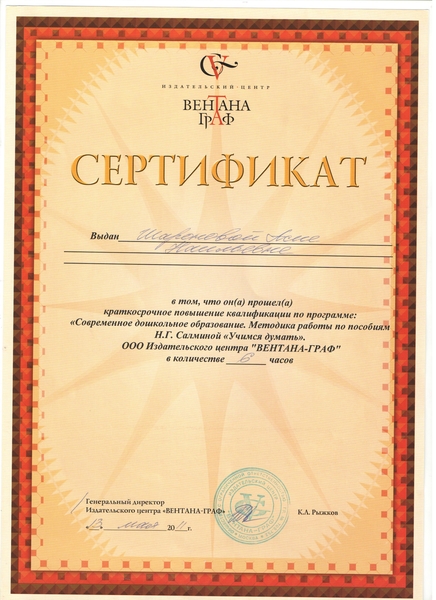 ИЗДАТЕЛЬСКИЙ · ЦЕНТР
ВЕНТАНА
ГРАФ
СЕРТИФИКАТ
Выдан
в том, что он(а) прошел(а)
краткосрочное повышение квалификации по программе:
«Современное дошкольное образование. Методика работы по пособиям
Н.Г. Салминой «Учимся думать».
ООО Издательского центра "ВЕНТАНА-ГРАФ"
в количестве 6 часов
Генеральный директор
Издательского центра «ВЕНТАНА-ГРАФ»
К.Л. Рыжков
13 мая 2011 г.